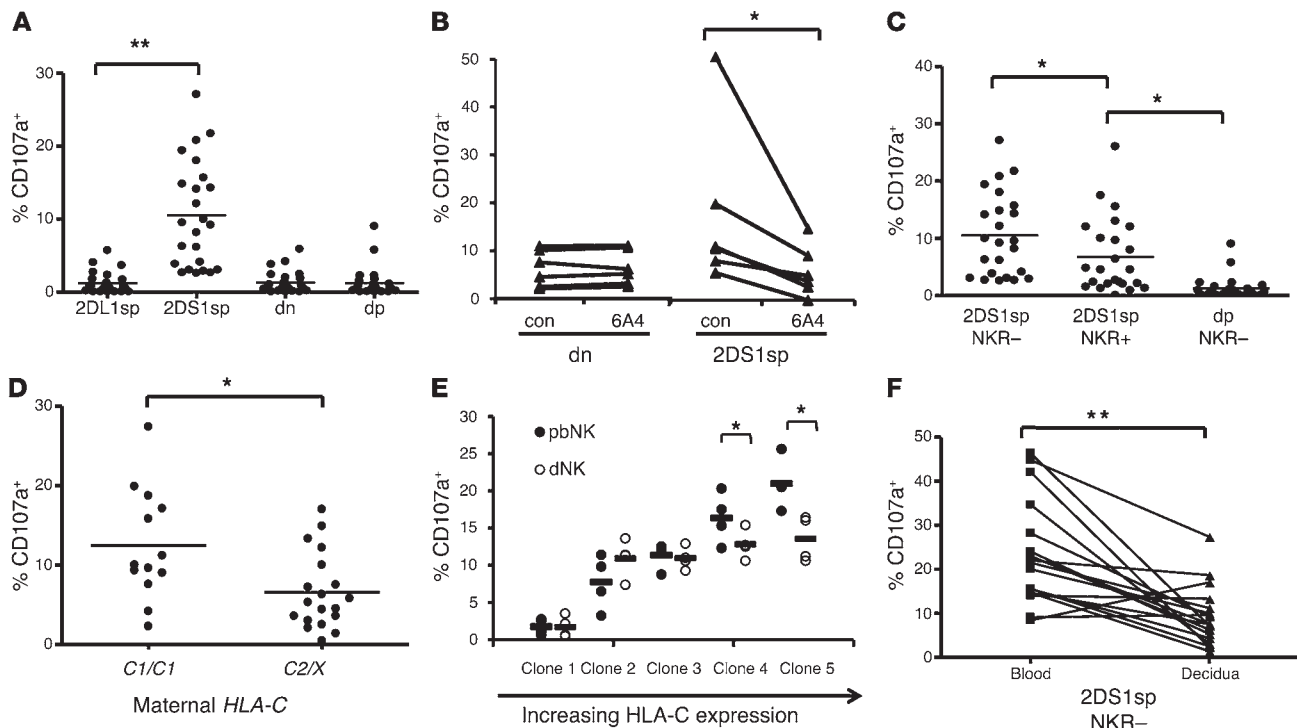 A
**
30
20
10
0
% CD107a+
2DL1sp 2DS1sp dn dp
B
*
50
40
30
20
10
0
% CD107a+
con 6A4 con 6A4
dn 2DS1sp
C
*
*
40
30
20
10
0
% CD107a+
2DS1sp 2DS1sp dp
NKR– NKR+ NKR–
D
*
30
20
10
0
% CD107a+
C1/C1 C2/X
Maternal HLA-C
E
30
25
20
15
10
5
0
% CD107a+
pbNK
dNK
*
*
Clone 1 Clone 2 Clone 3 Clone 4 Clone 5
Increasing HLA-C expression
F
**
50
40
30
20
10
0
% CD107a+
Blood Decidua
2DS1sp
NKR–